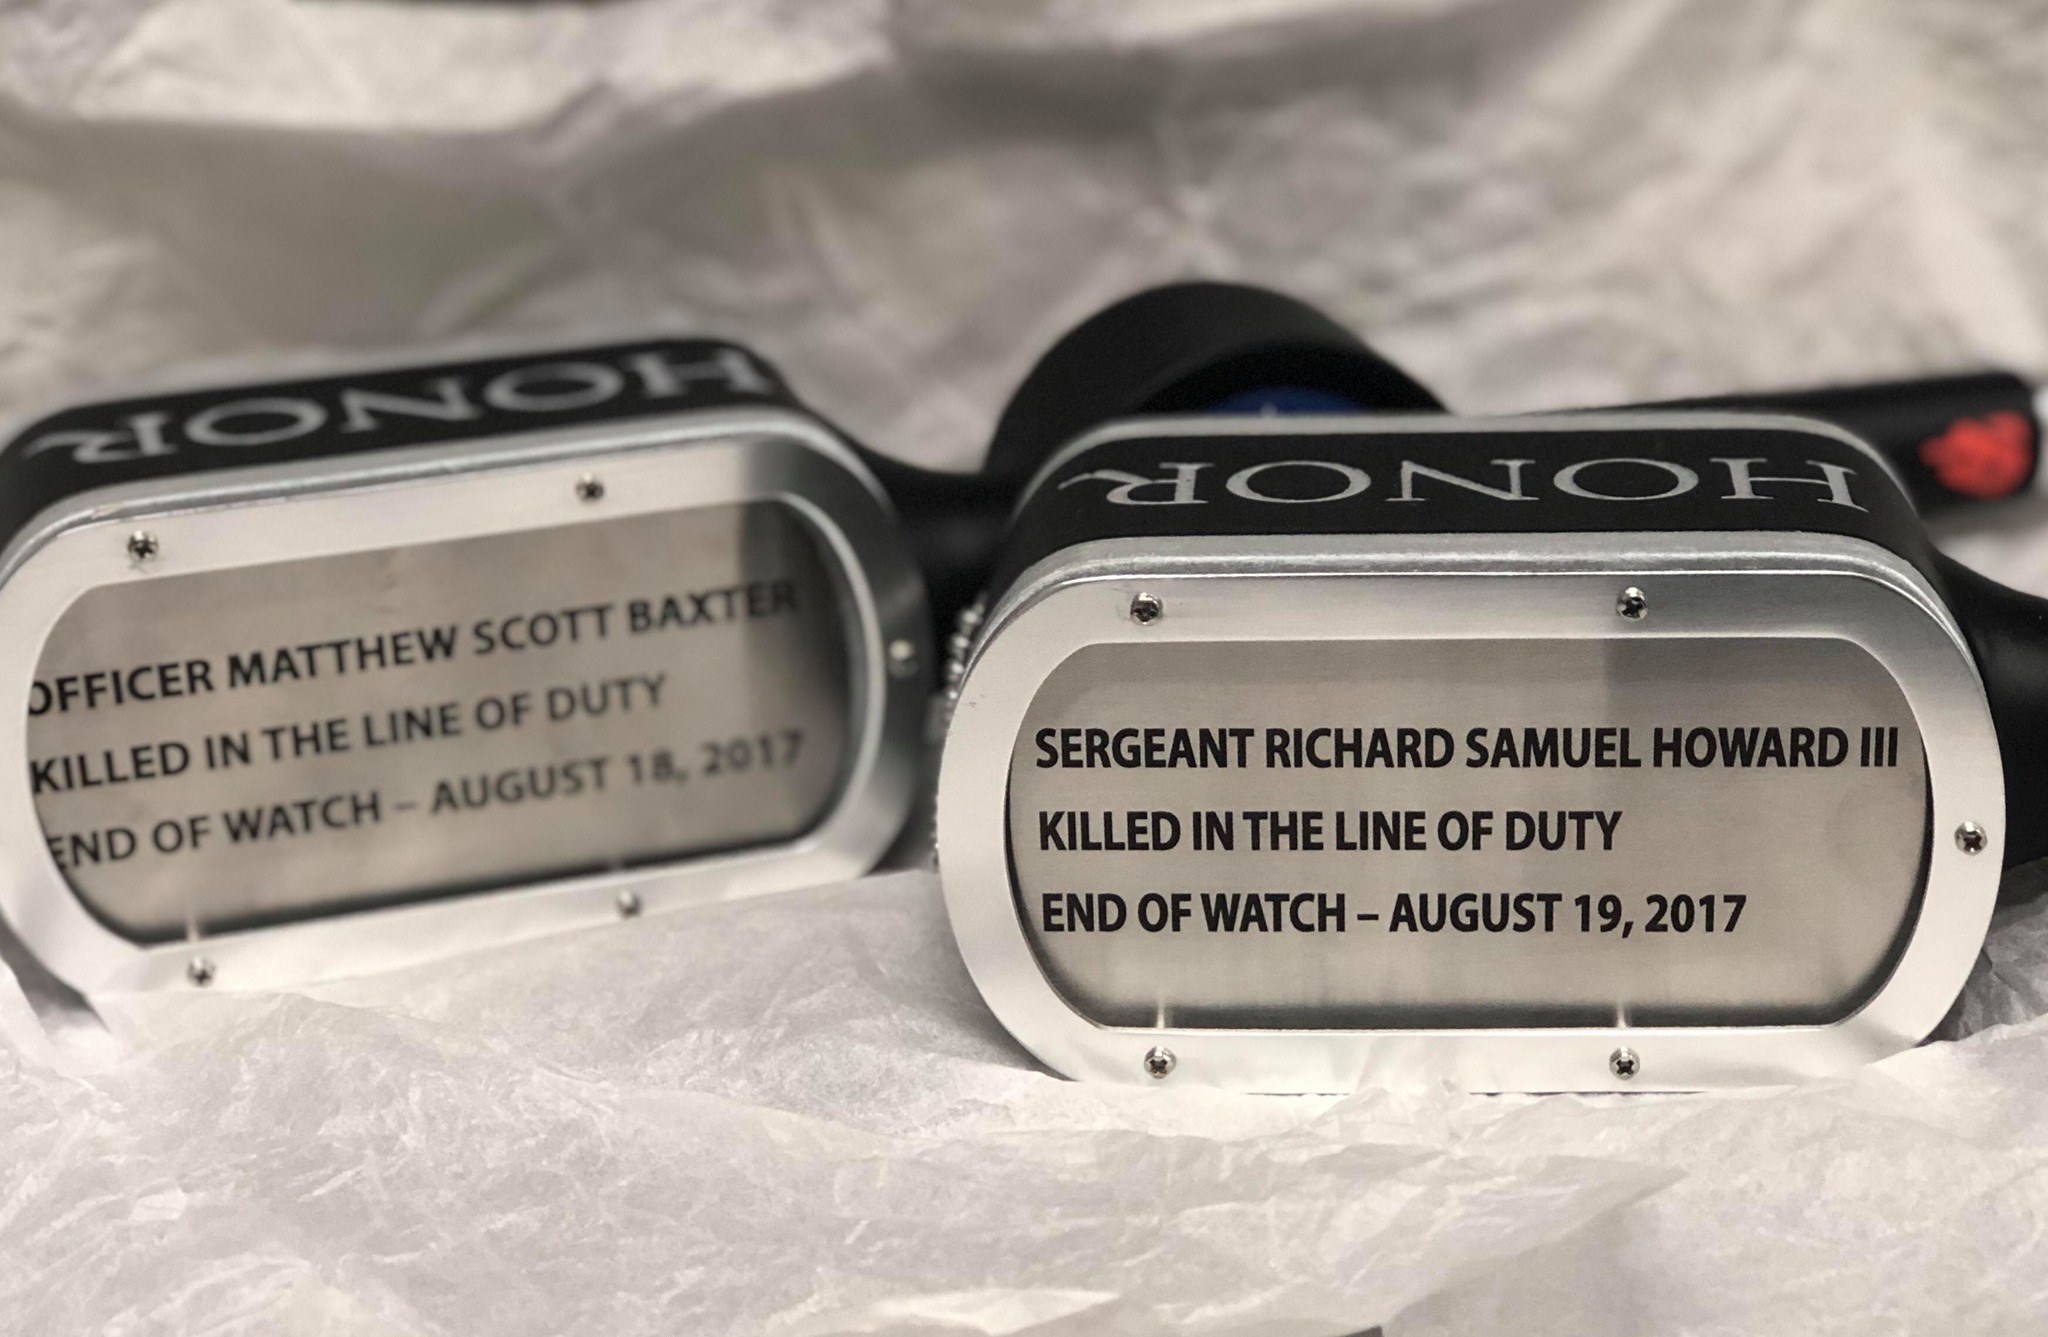 HONOR
OFFICER MATTHEW SCOTT BAXTER
KILLED IN THE LINE OF DUTY
END OF WATCH – AUGUST 18, 2017
HONOR
SERGEANT RICHARD SAMUEL HOWARD III
KILLED IN THE LINE OF DUTY
END OF WATCH – AUGUST 19, 2017